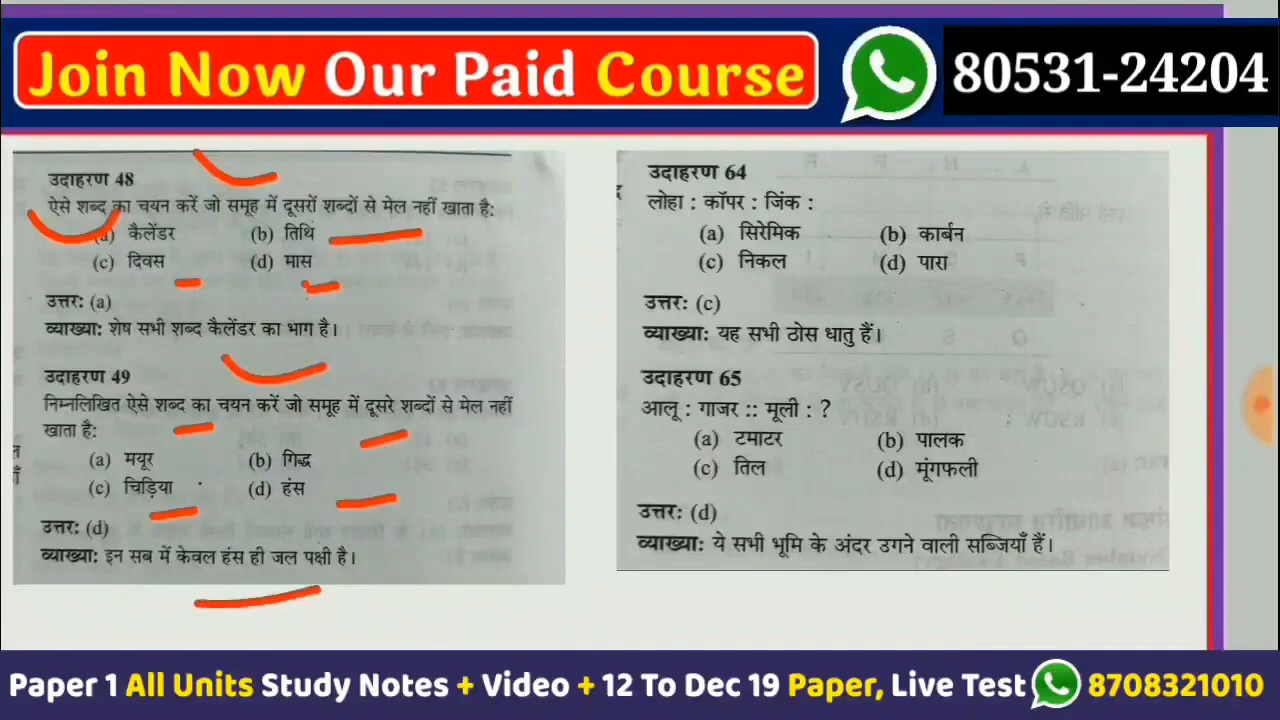 Join Now Our Paid Course
80531-24204
उदाहरण 48
ऐसे शब्द का चयन करें जो समूह में दूसरों शब्दों से मेल नहीं खाता है:
(a) कैलेंडर (b) तिथि
(c) दिवस (d) मास
उत्तर: (a)
व्याख्या: शेष सभी शब्द कैलेंडर का भाग है।
उदाहरण 49
निम्नलिखित ऐसे शब्द का चयन करें जो समूह में दूसरे शब्दों से मेल नहीं
खाता है:
(a) मयूर (b) गिद्ध
(c) चिड़िया (d) हंस
उत्तर: (d)
व्याख्या: इन सब में केवल हंस ही जल पक्षी है।
उदाहरण 64
लोहा : कॉपर : जिंक :
(a) सिरेमिक (b) कार्बन
(c) निकल (d) पारा
उत्तर: (c)
व्याख्या: यह सभी ठोस धातु हैं।
उदाहरण 65
आलू : गाजर :: मूली : ?
(a) टमाटर (b) पालक
(c) तिल (d) मूंगफली
उत्तर: (d)
व्याख्या: ये सभी भूमि के अंदर उगने वाली सब्जियाँ हैं।
Paper 1 All Units Study Notes + Video + 12 To Dec 19 Paper, Live Test 8708321010